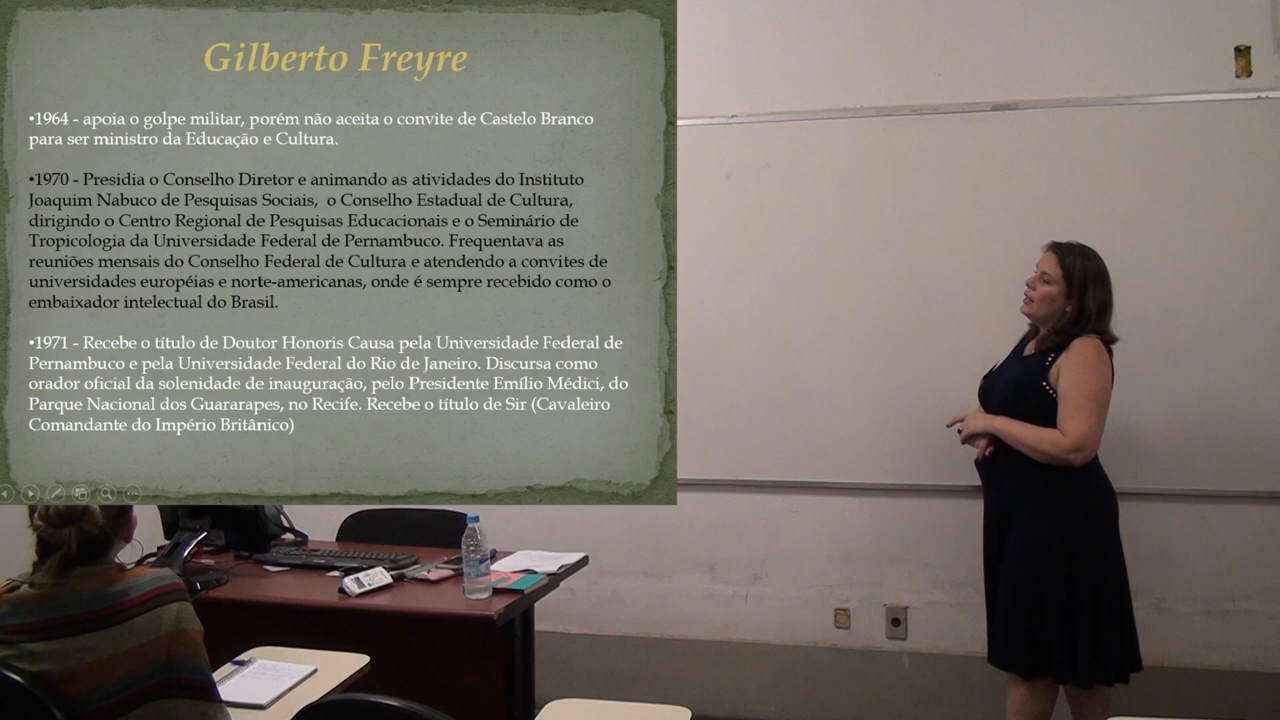 Gilberto Freyre
•1964 - apoia o golpe militar, porém não aceita o convite de Castelo Branco
para ser ministro da Educação e Cultura.
•1970 - Presidia o Conselho Diretor e animando as atividades do Instituto
Joaquim Nabuco de Pesquisas Sociais, o Conselho Estadual de Cultura,
dirigindo o Centro Regional de Pesquisas Educacionais e o Seminário de
Tropicologia da Universidade Federal de Pernambuco. Frequentava as
reuniões mensais do Conselho Federal de Cultura e atendendo a convites de
universidades européias e norte-americanas, onde é sempre recebido como o
embaixador intelectual do Brasil.
•1971 - Recebe o título de Doutor Honoris Causa pela Universidade Federal de
Pernambuco e pela Universidade Federal do Rio de Janeiro. Discursa como
orador oficial da solenidade de inauguração, pelo Presidente Emílio Médici, do
Parque Nacional dos Guararapes, no Recife. Recebe o título de Sir (Cavaleiro
Comandante do Império Britânico)